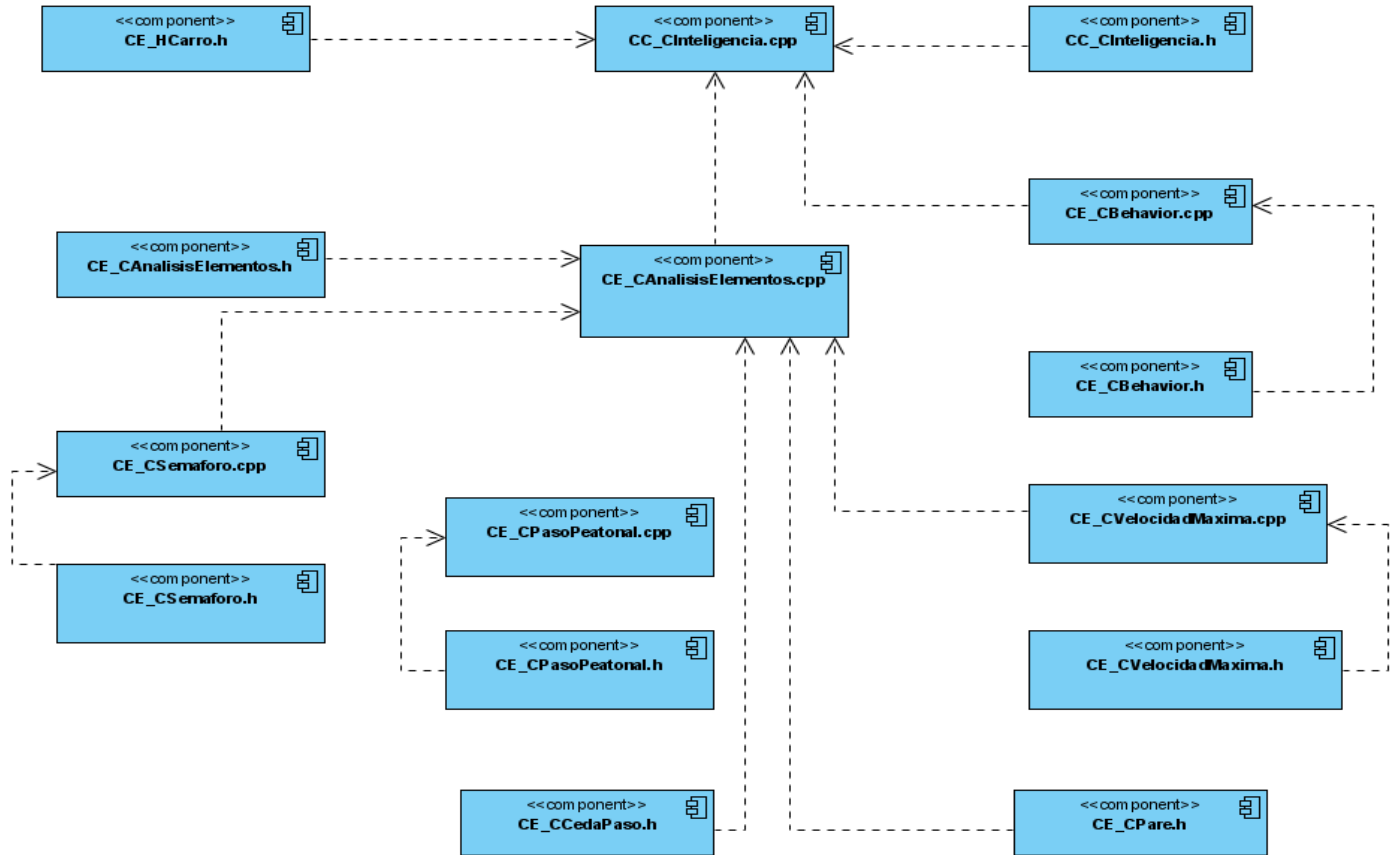 <<component>>
CE_HCarro.h
<<component>>
CC_CInteligencia.cpp
<<component>>
CC_CInteligencia.h
<<component>>
CE_CBehavior.cpp
<<component>>
CE_CAnalisisElementos.h
<<component>>
CE_CAnalisisElementos.cpp
<<component>>
CE_CBehavior.h
<<component>>
CE_CSemaforo.cpp
<<component>>
CE_CPasoPeatonal.cpp
<<component>>
CE_CVelocidadMaxima.cpp
<<component>>
CE_CSemaforo.h
<<component>>
CE_CPasoPeatonal.h
<<component>>
CE_CVelocidadMaxima.h
<<component>>
CE_CCedaPaso.h
<<component>>
CE_CPare.h